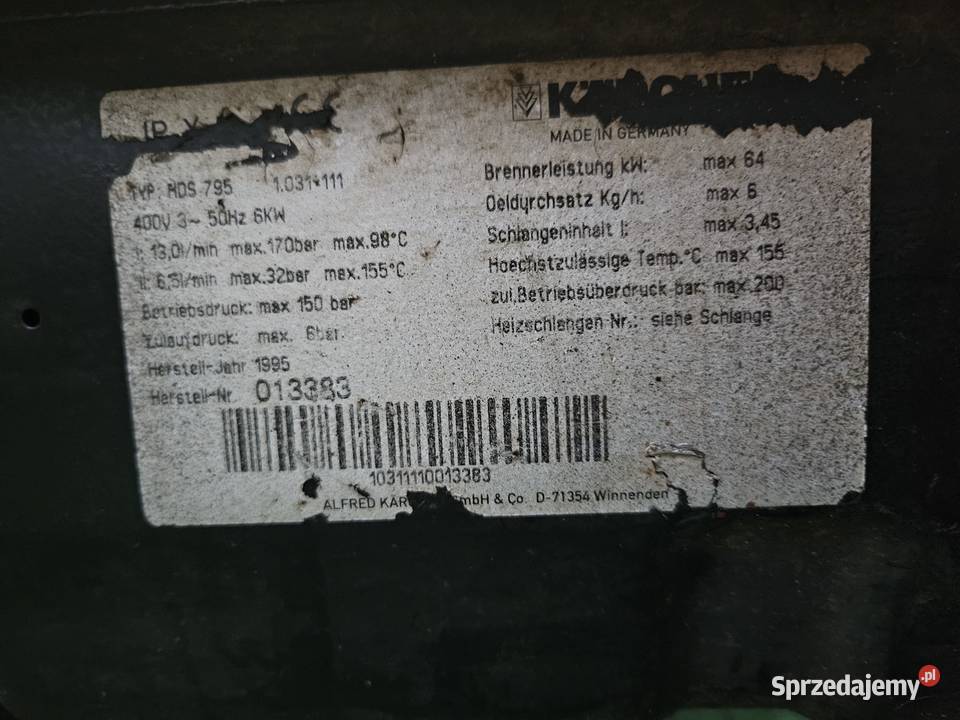 IP X
MADE IN GERMANY
TYP: HDS 795 1.031-111
400V 3~ 50Hz 6KW
I: 13,0l/min max.170bar max.98°C
II: 6,5l/min max.32bar max.155°C
Betriebsdruck: max 150 bar
Zulaufdruck: max. 6bar
Herstell-Jahr 1995
Herstell-Nr. 013383
Brennerleistung kW: max 64
Oeldurchsatz Kg/h: max 6
Schlangeninhalt l: max 3,45
Hoechstzulässige Temp.°C max 155
zul.Betriebsüberdruck bar: max.200
Heizschlangen Nr.: siehe Schlange
10311110013383
ALFRED & Co. D-71354 Winnenden
Sprzedajemy.pl